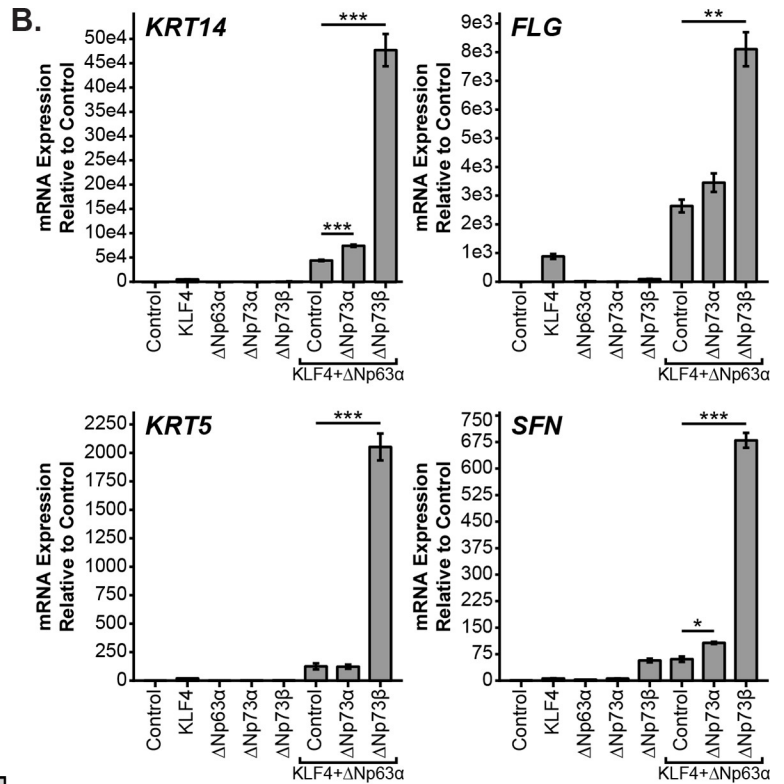 B.
KRT14
mRNA Expression
Relative to Control
50e4
45e4
40e4
35e4
30e4
25e4
20e4
15e4
10e4
5e4
0
***
***
Control
KLF4
ΔNp63α
ΔNp73α
ΔNp73β
Control
ΔNp73α
ΔNp73β
KLF4+ΔNp63α
FLG
mRNA Expression
Relative to Control
9e3
8e3
7e3
6e3
5e3
4e3
3e3
2e3
1e3
0
**
Control
KLF4
ΔNp63α
ΔNp73α
ΔNp73β
Control
ΔNp73α
ΔNp73β
KLF4+ΔNp63α
KRT5
mRNA Expression
Relative to Control
2250
2000
1750
1500
1250
1000
750
500
250
0
***
Control
KLF4
ΔNp63α
ΔNp73α
ΔNp73β
Control
ΔNp73α
ΔNp73β
KLF4+ΔNp63α
SFN
mRNA Expression
Relative to Control
750
675
600
525
450
375
300
225
150
75
0
***
*
Control
KLF4
ΔNp63α
ΔNp73α
ΔNp73β
Control
ΔNp73α
ΔNp73β
KLF4+ΔNp63α